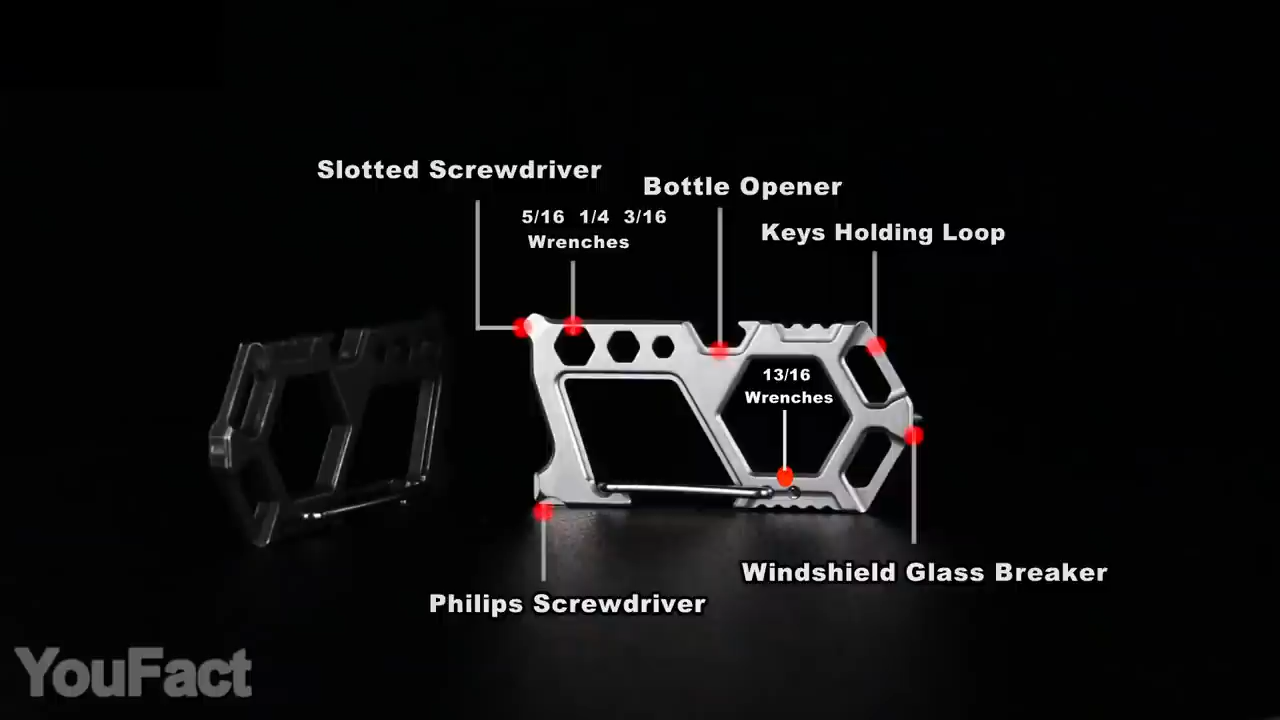 Slotted Screwdriver
Bottle Opener
5/16 1/4 3/16
Wrenches
Keys Holding Loop
13/16
Wrenches
Windshield Glass Breaker
Philips Screwdriver
YouFact